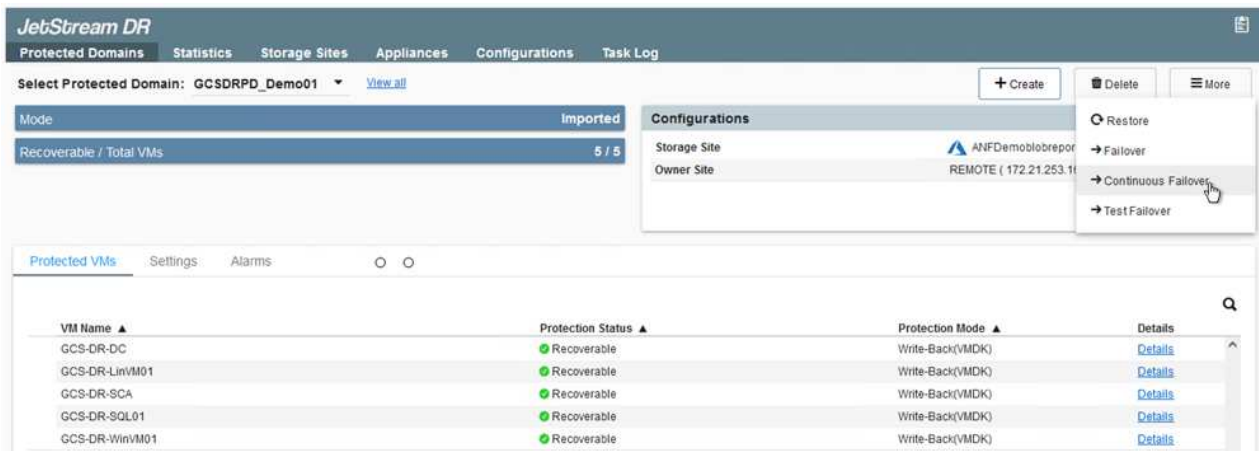 JetStream DR
Protected Domains Statistics Storage Sites Appliances Configurations Task Log
Select Protected Domain: GCSDRPD_Demo01 View all + Create Delete More
Mode Imported
Recoverable / Total VMs 5 / 5
Configurations
Storage Site ANFDemoblobrepor
Owner Site REMOTE ( 172.21.253.1
Restore
Failover
Continuous Failover
Test Failover
Protected VMs Settings Alarms
VM Name Protection Status Protection Mode Details
GCS-DR-DC Recoverable Write-Back(VMDK) Details
GCS-DR-LinVM01 Recoverable Write-Back(VMDK) Details
GCS-DR-SCA Recoverable Write-Back(VMDK) Details
GCS-DR-SQL01 Recoverable Write-Back(VMDK) Details
GCS-DR-WinVM01 Recoverable Write-Back(VMDK) Details